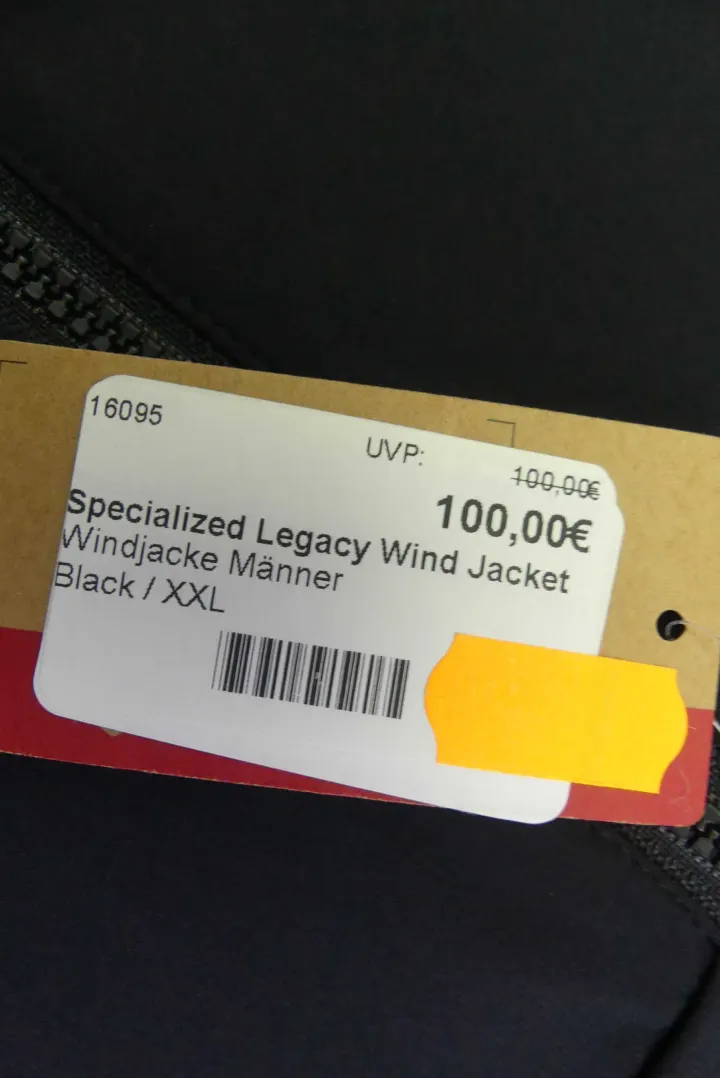 16095
UVP:
100,00€
100,00€
Specialized Legacy Wind Jacket
Windjacke Männer
Black / XXL